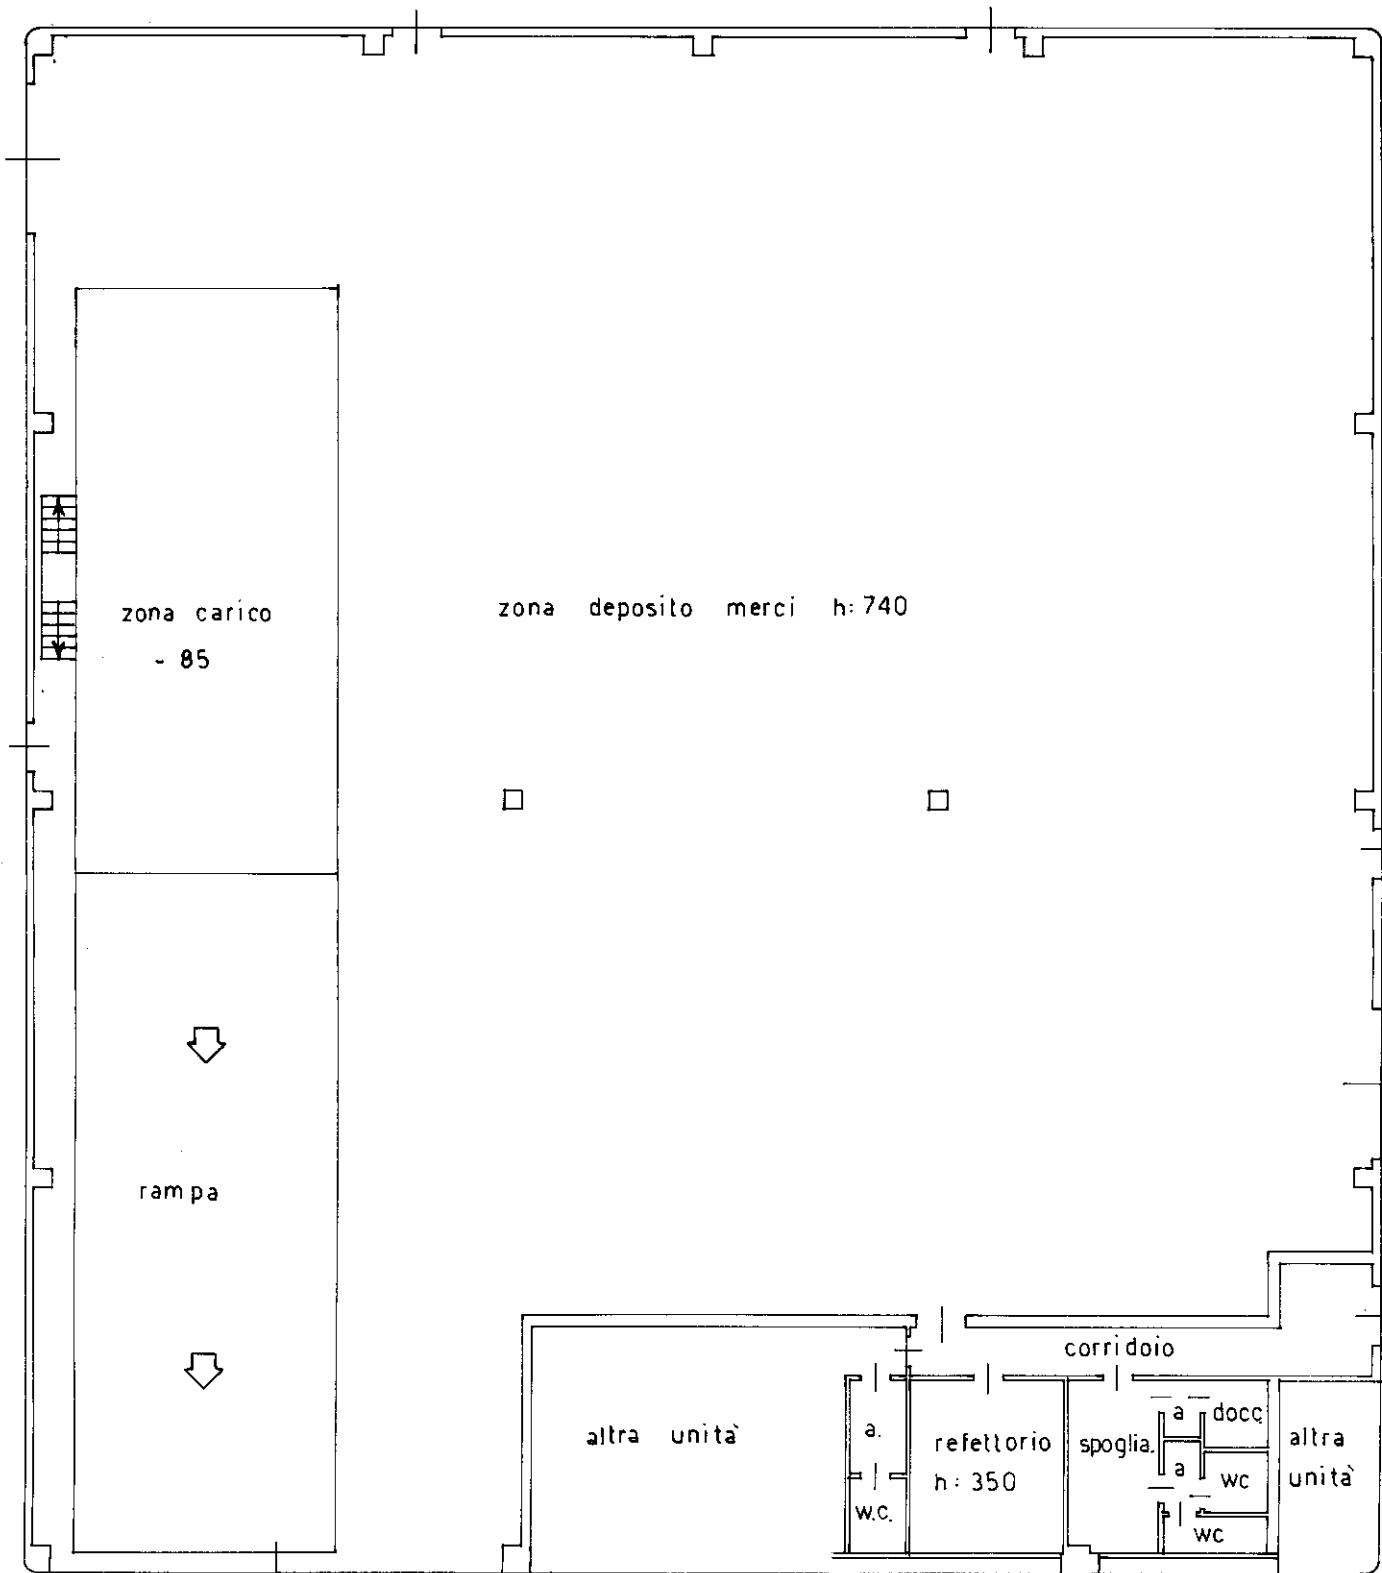 zona carico
- 85
zona deposito merci h: 740
rampa
corridoio
altra unità
a.
w.c.
refettorio
h: 350
spoglia.
a
docc
a
wc
wc
altra
unità